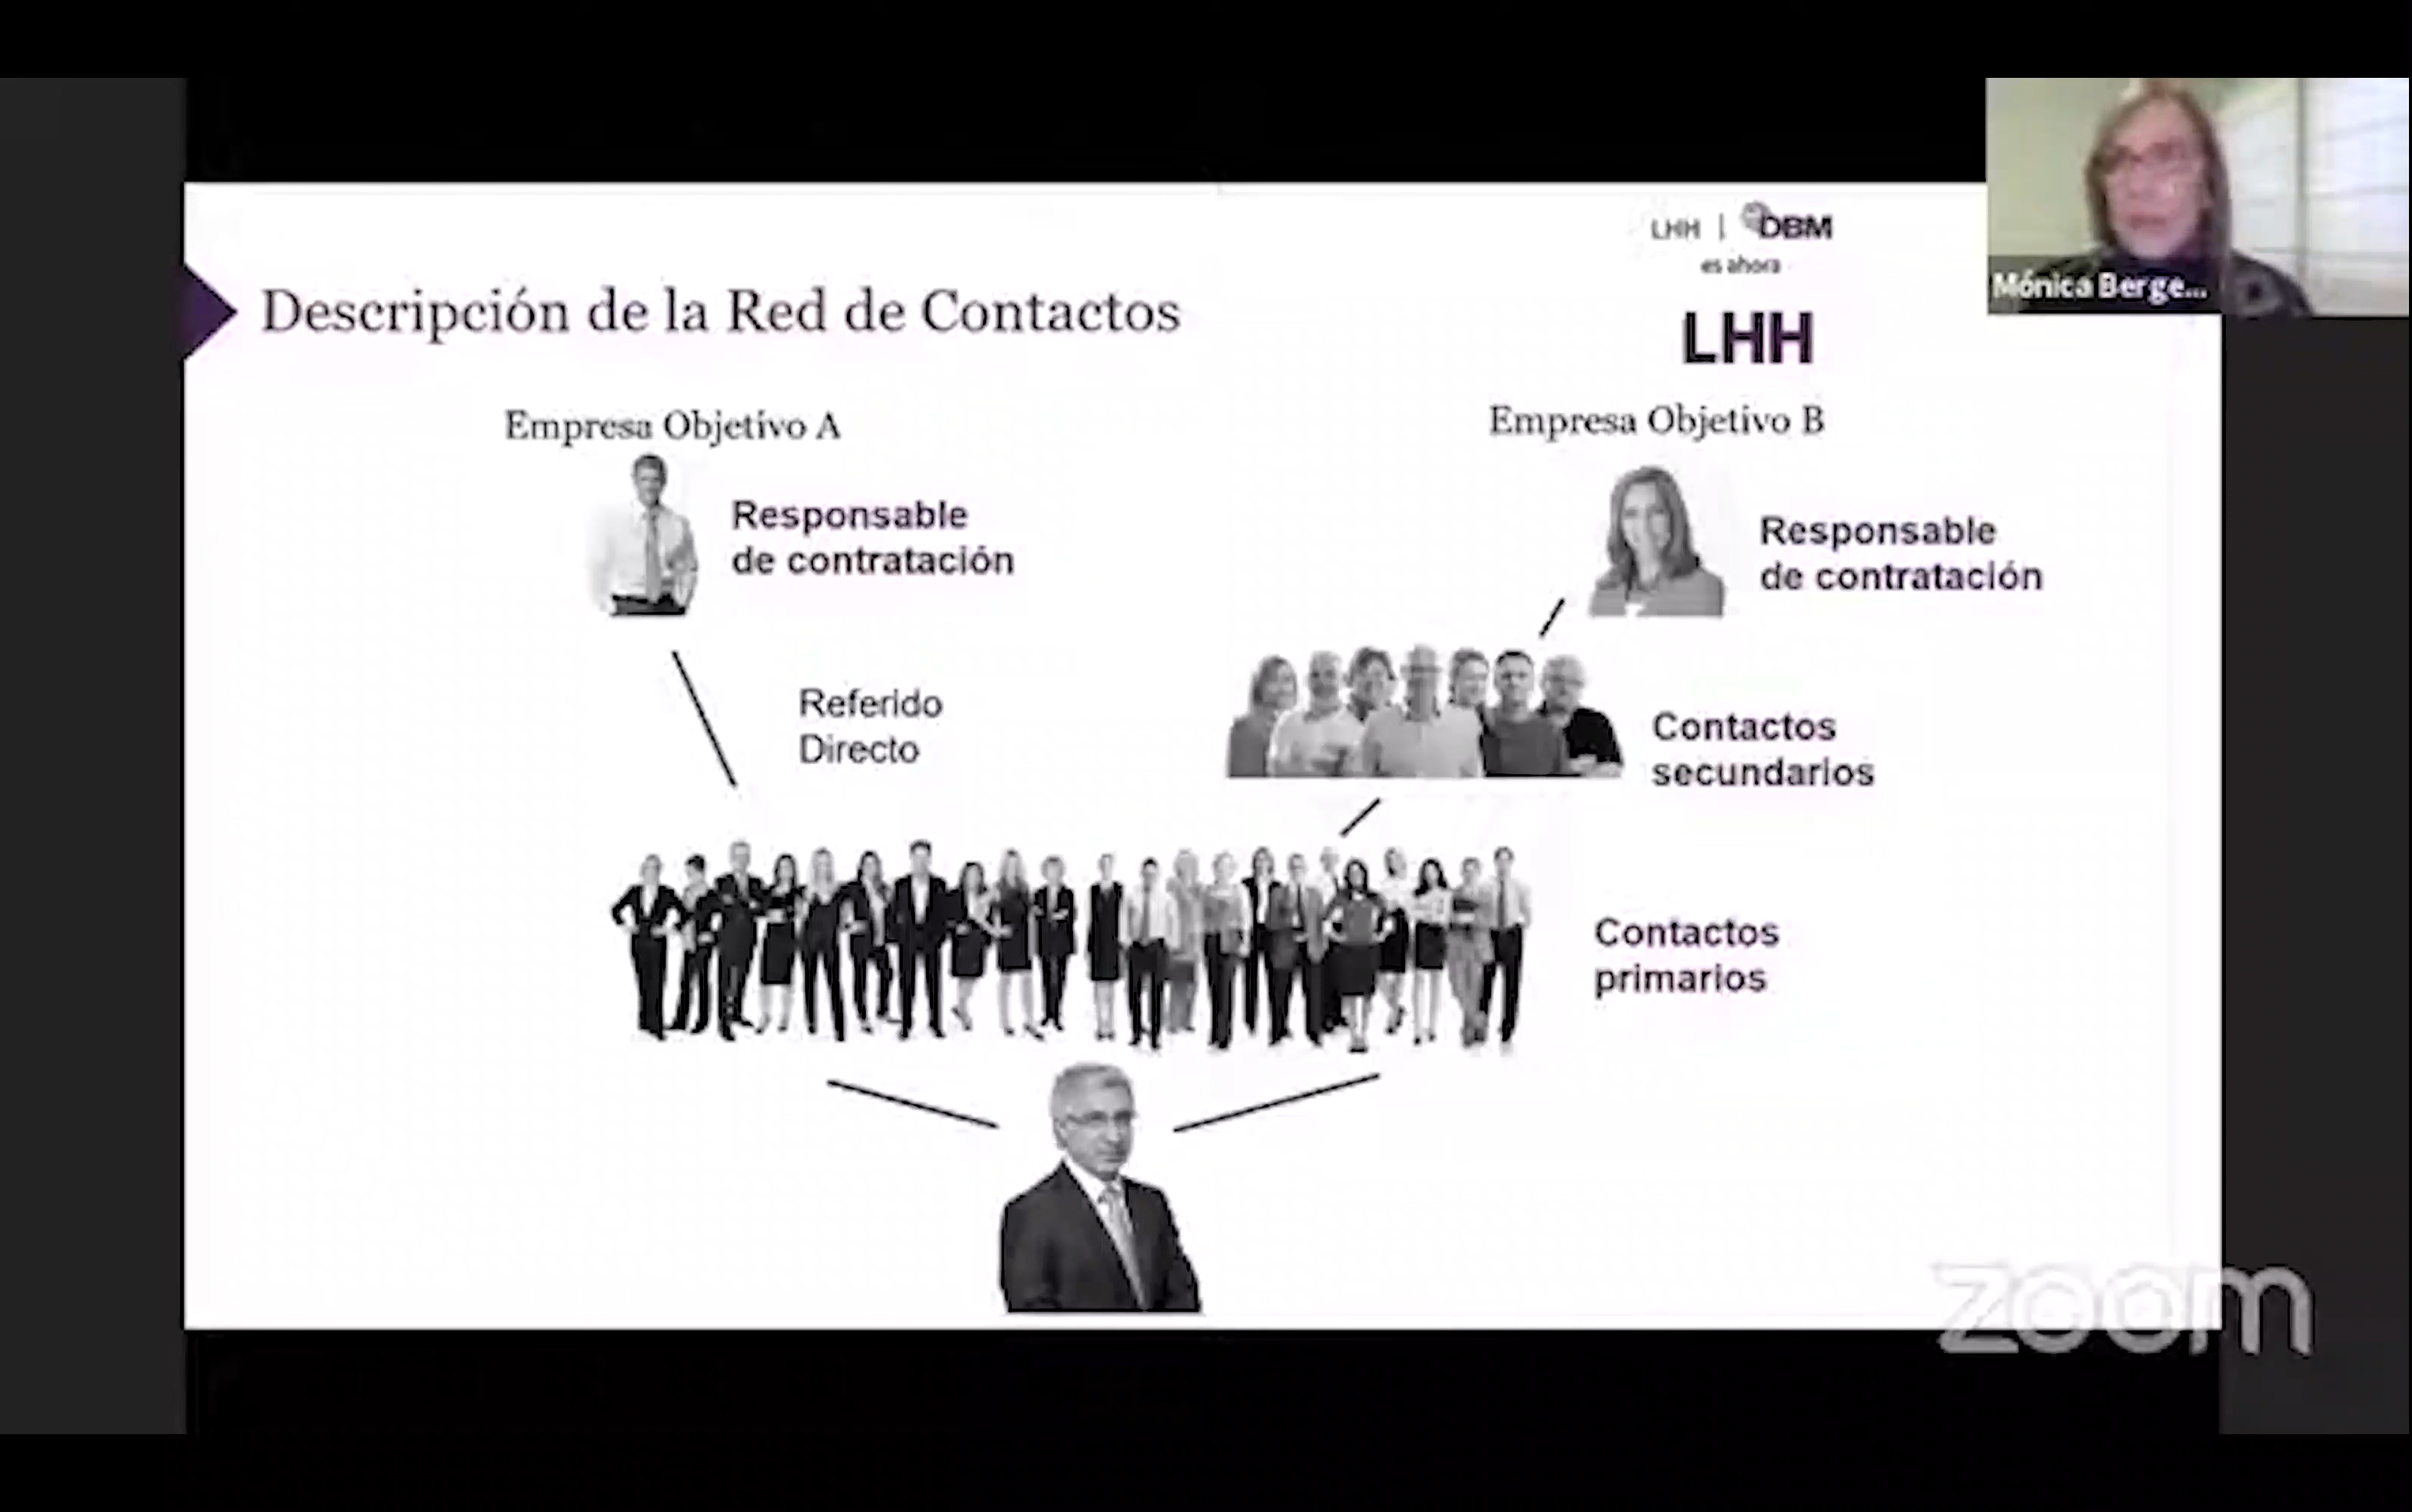 LHH | DBM
es ahora
LHH
Mónica Berge...
Descripción de la Red de Contactos
Empresa Objetivo A
Empresa Objetivo B
Responsable
de contratación
Responsable
de contratación
Referido
Directo
Contactos
secundarios
Contactos
primarios
zoom